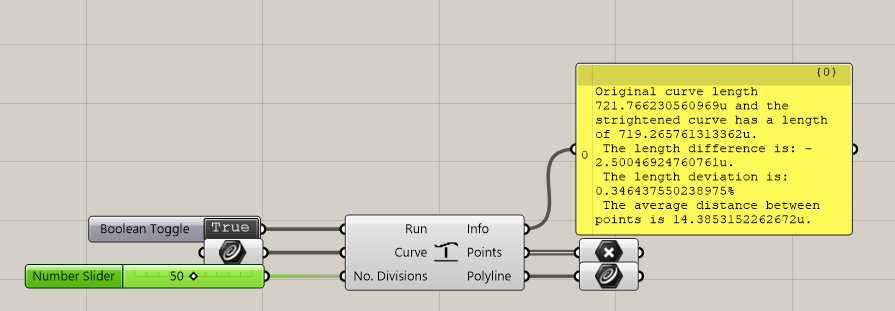 {0}
Original curve length
721.766230560969u and the
strightened curve has a length
of 719.265761313362u.
The length difference is: -
2.50046924760761u.
The length deviation is:
0.346437550238975%
The average distance between
points is 14.3853152262672u.
0
Boolean Toggle True
Run Info
Curve Points
Number Slider 50
No. Divisions Polyline